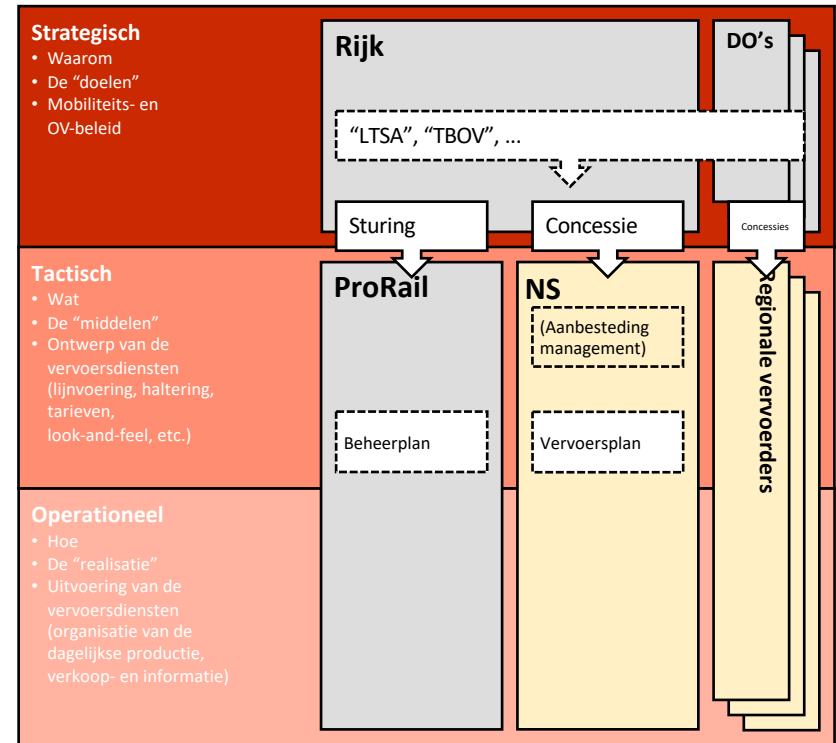 Strategisch
• Waarom
• De “doelen”
• Mobiliteits- en
OV-beleid
Rijk
DO’s
“LTSA”, “TBOV”, ...
Sturing
Concessie
Concessies
Tactisch
• Wat
• De “middelen”
• Ontwerp van de
vervoersdiensten
(lijnvoering, haltering,
tarieven,
look-and-feel, etc.)
ProRail
NS
(Aanbesteding
management)
Regionale vervoerders
Beheerplan
Vervoersplan
Operationeel
• Hoe
• De “realisatie”
• Uitvoering van de
vervoersdiensten
(organisatie van de
dagelijkse productie,
verkoop- en informatie)